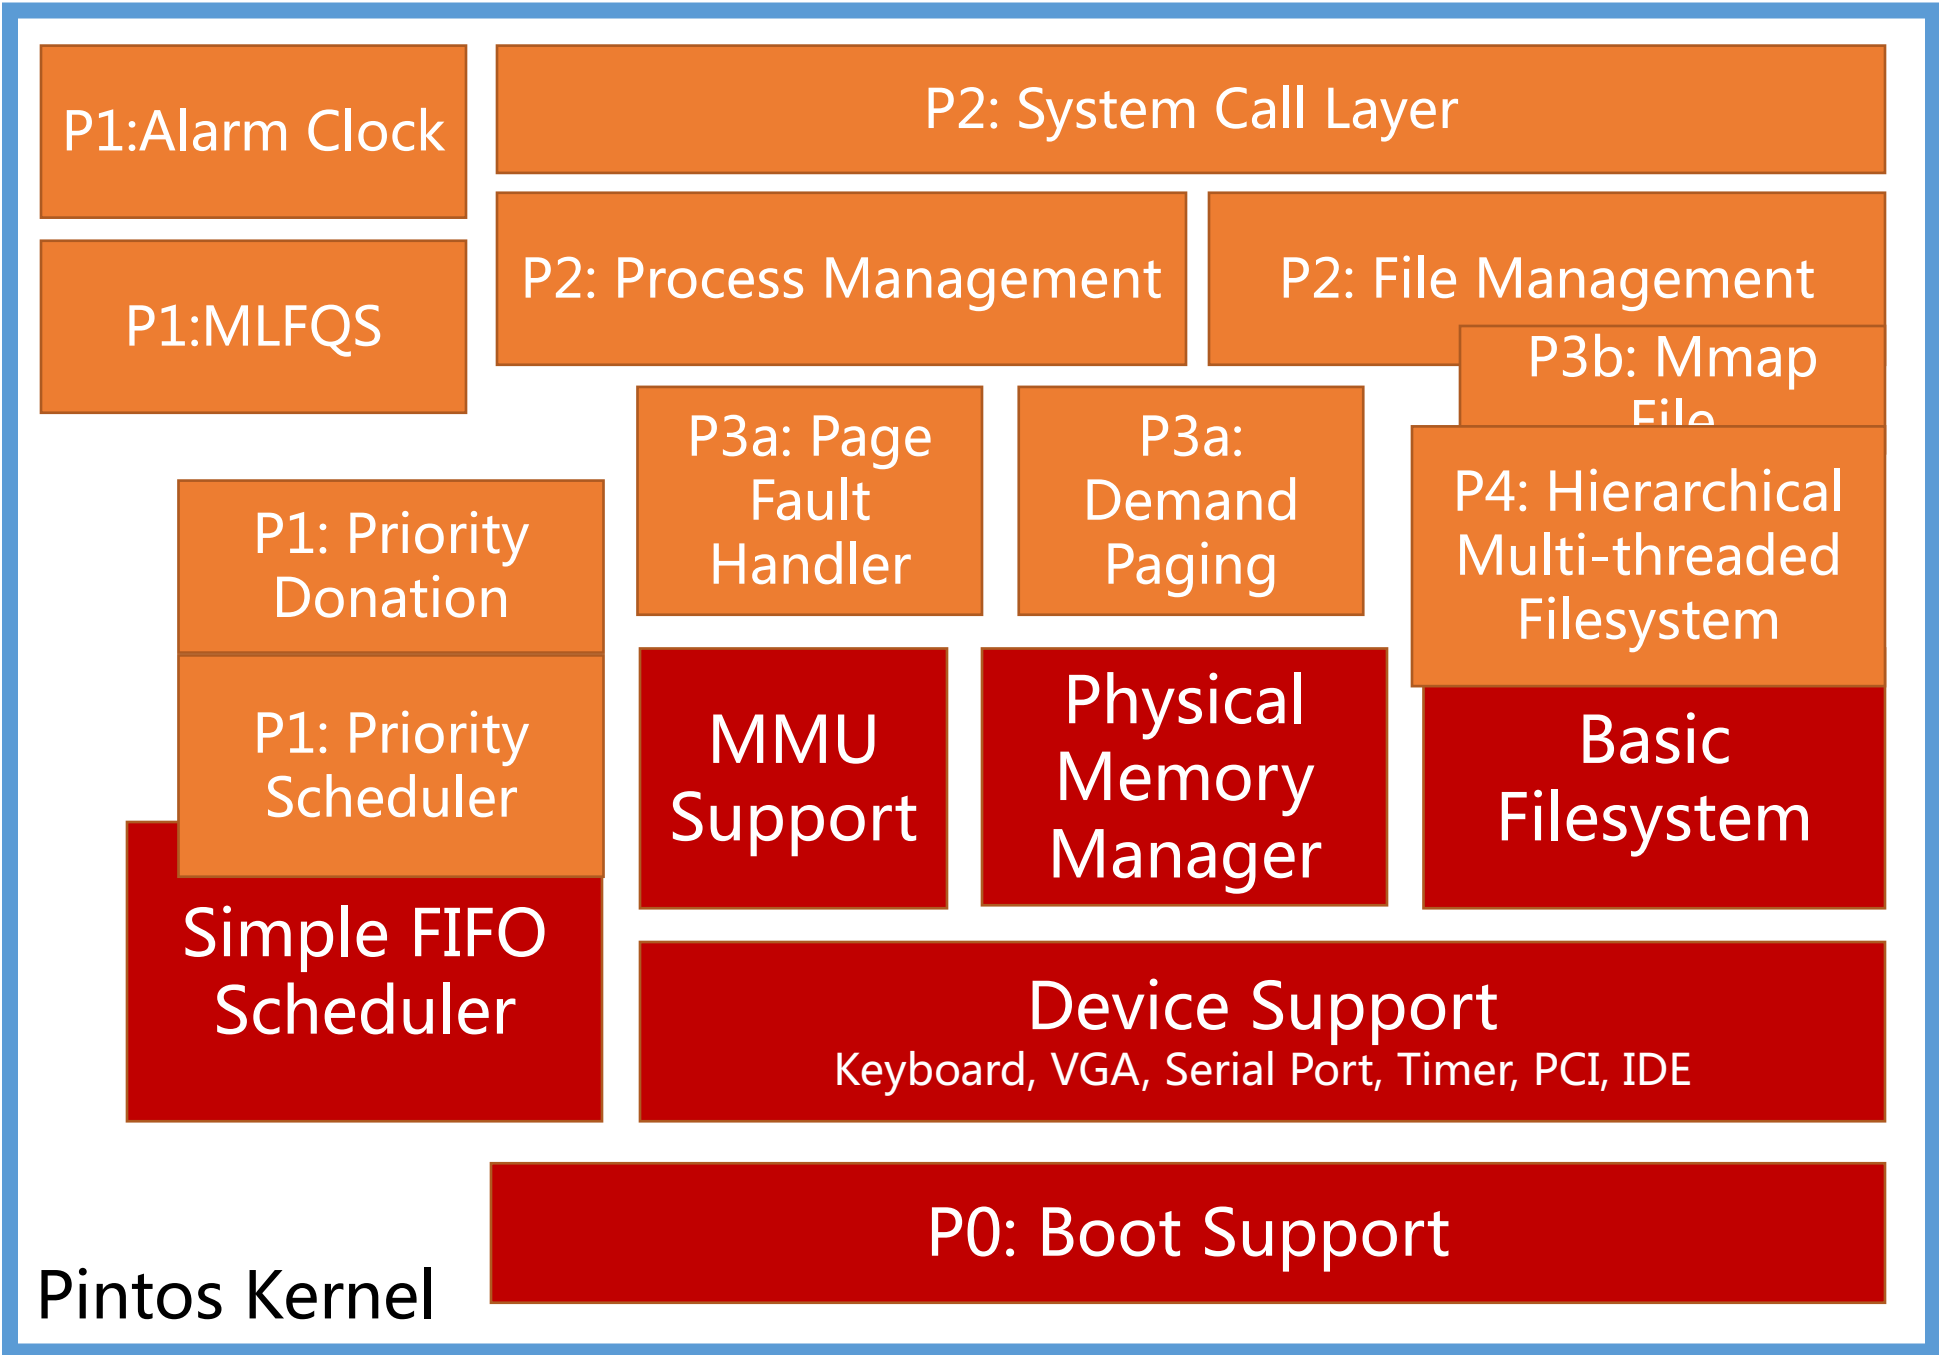 P1:Alarm Clock
P2: System Call Layer
P1:MLFQS
P2: Process Management
P2: File Management
P3b: Mmap
File
P3a: Page
Fault
Handler
P3a:
Demand
Paging
P4: Hierarchical
Multi-threaded
Filesystem
P1: Priority
Donation
P1: Priority
Scheduler
MMU
Support
Physical
Memory
Manager
Basic
Filesystem
Simple FIFO
Scheduler
Device Support
Keyboard, VGA, Serial Port, Timer, PCI, IDE
P0: Boot Support
Pintos Kernel